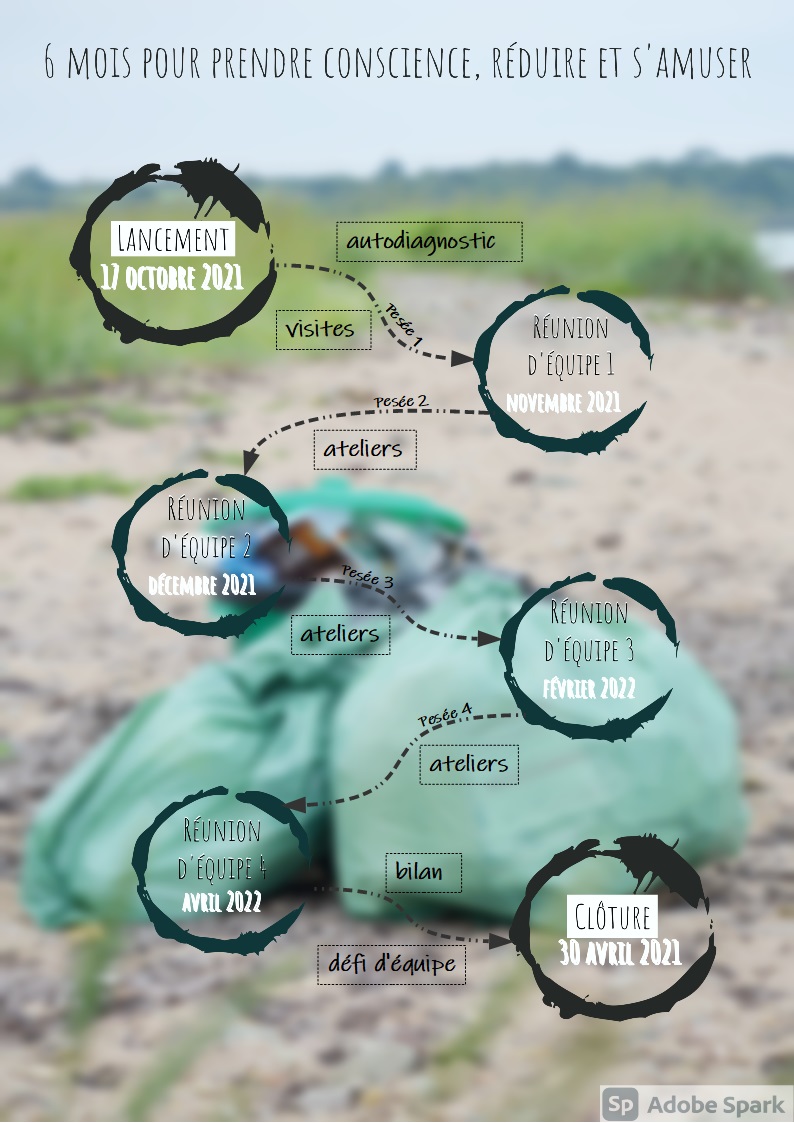 6 MOIS POUR PRENDRE CONSCIENCE, RÉDUIRE ET S'AMUSER
LANCEMENT
17 OCTOBRE 2021
autodiagnostic
visites
Pesée 1
RÉUNION
D'ÉQUIPE 1
NOVEMBRE 2021
Pesée 2
ateliers
RÉUNION
D'ÉQUIPE 2
DÉCEMBRE 2021
Pesée 3
ateliers
RÉUNION
D'ÉQUIPE 3
FÉVRIER 2022
Pesée 4
ateliers
RÉUNION
D'ÉQUIPE 4
AVRIL 2022
bilan
défi d'équipe
CLÔTURE
30 AVRIL 2021
Sp Adobe Spark